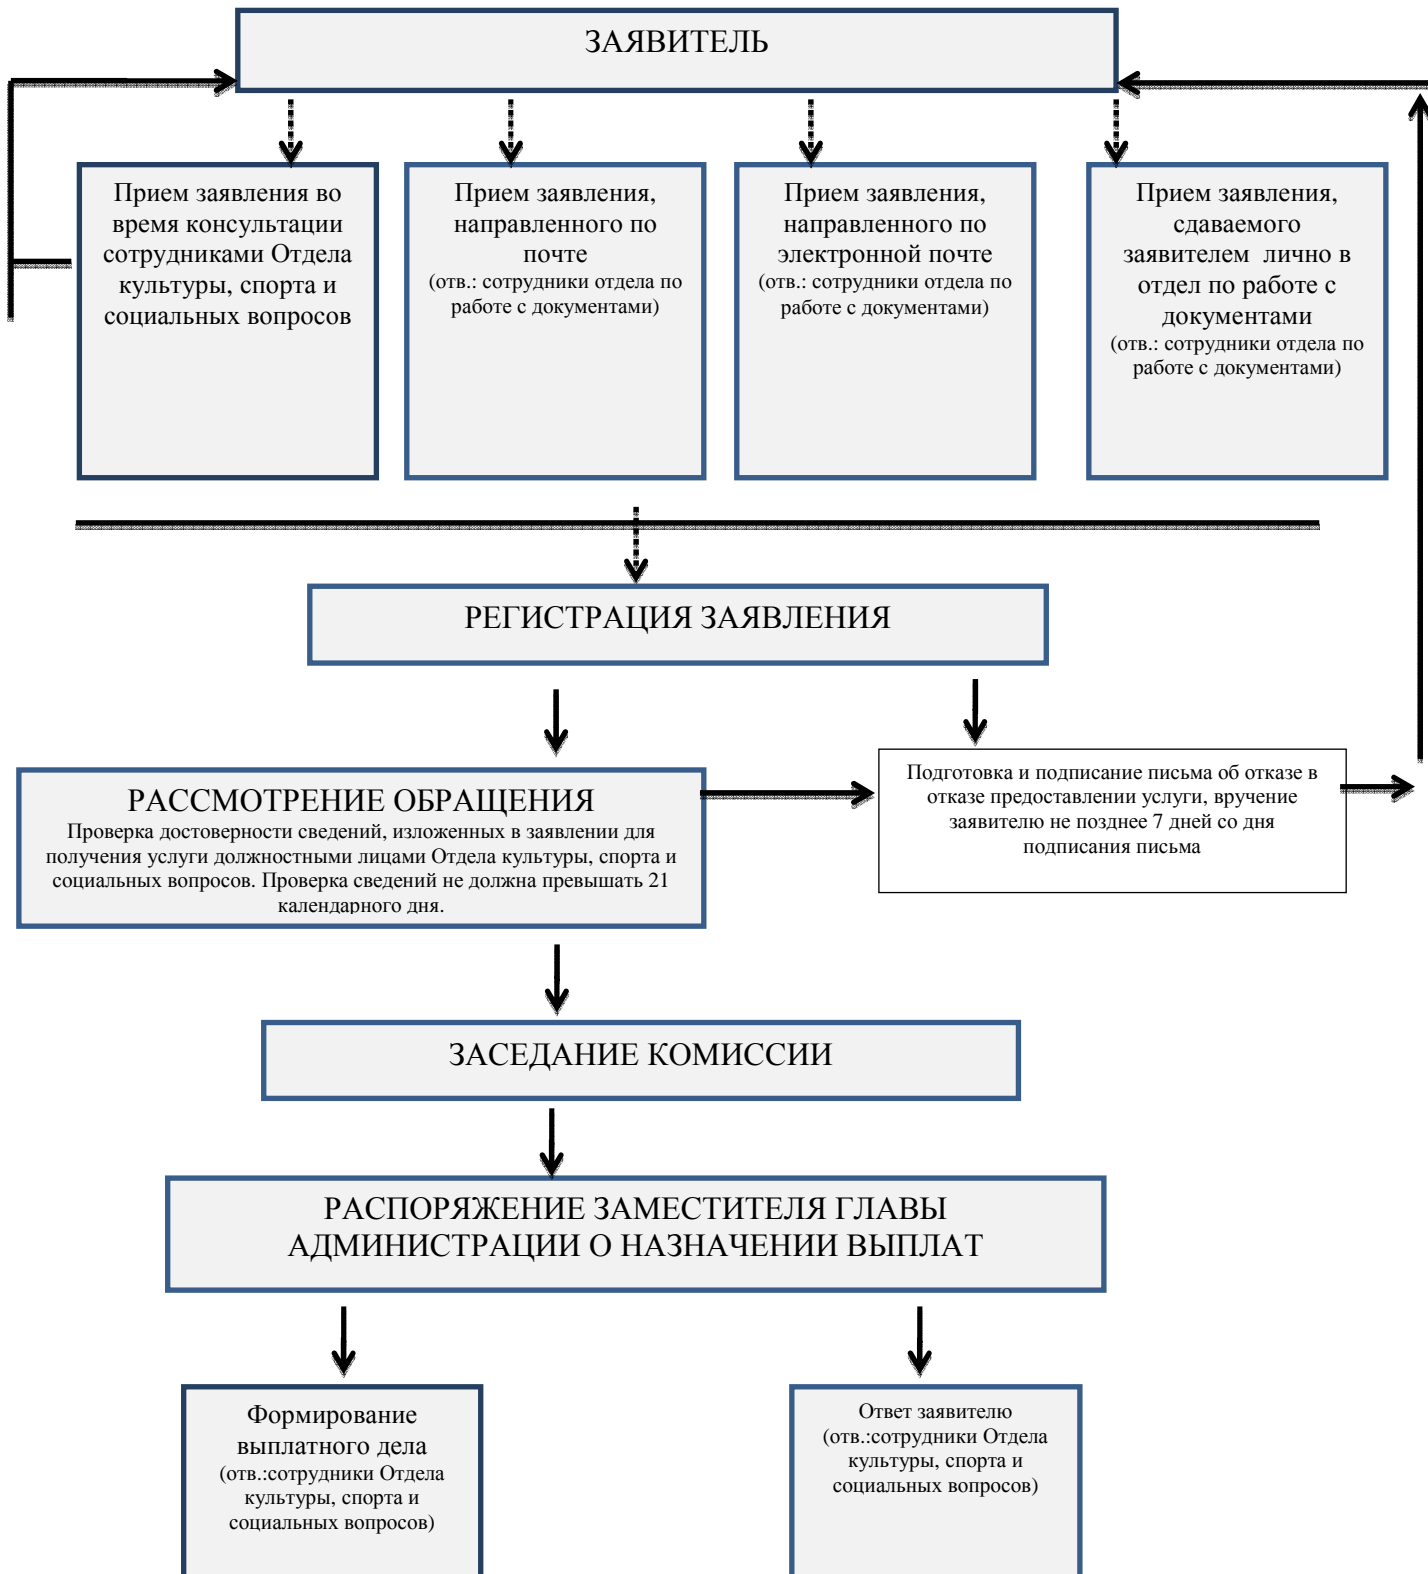 ЗАЯВИТЕЛЬ
Прием заявления во
время консультации
сотрудниками Отдела
культуры, спорта и
социальных вопросов
Прием заявления,
направленного по
почте
(отв.: сотрудники отдела по
работе с документами)
Прием заявления,
направленного по
электронной почте
(отв.: сотрудники отдела по
работе с документами)
Прием заявления,
сдаваемого
заявителем лично в
отдел по работе с
документами
(отв.: сотрудники отдела по
работе с документами)
РЕГИСТРАЦИЯ ЗАЯВЛЕНИЯ
РАССМОТРЕНИЕ ОБРАЩЕНИЯ
Проверка достоверности сведений, изложенных в заявлении для
получения услуги должностными лицами Отдела культуры, спорта и
социальных вопросов. Проверка сведений не должна превышать 21
календарного дня.
Подготовка и подписание письма об отказе в
отказе предоставлении услуги, вручение
заявителю не позднее 7 дней со дня
подписания письма
ЗАСЕДАНИЕ КОМИССИИ
РАСПОРЯЖЕНИЕ ЗАМЕСТИТЕЛЯ ГЛАВЫ
АДМИНИСТРАЦИИ О НАЗНАЧЕНИИ ВЫПЛАТ
Формирование
выплатного дела
(отв.:сотрудники Отдела
культуры, спорта и
социальных вопросов)
Ответ заявителю
(отв.:сотрудники Отдела
культуры, спорта и
социальных вопросов)